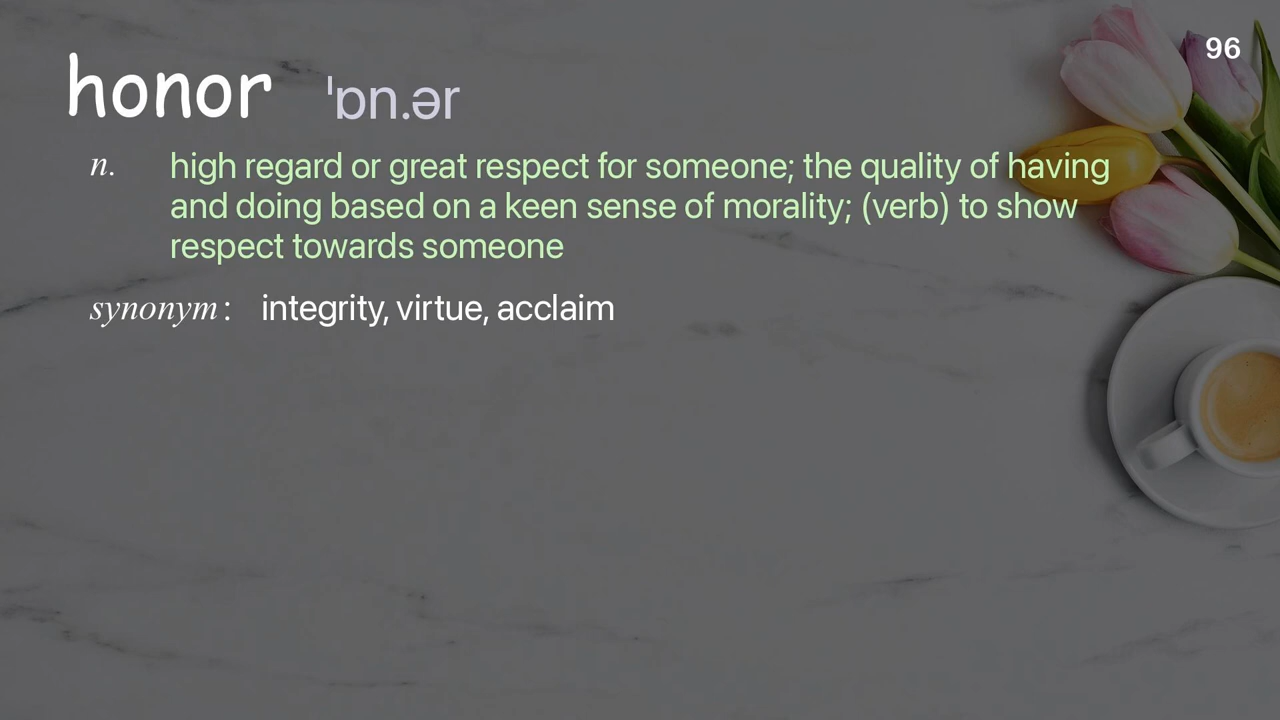 96
honor ˈɒn.ər
n. high regard or great respect for someone; the quality of having
and doing based on a keen sense of morality; (verb) to show
respect towards someone
synonym: integrity, virtue, acclaim